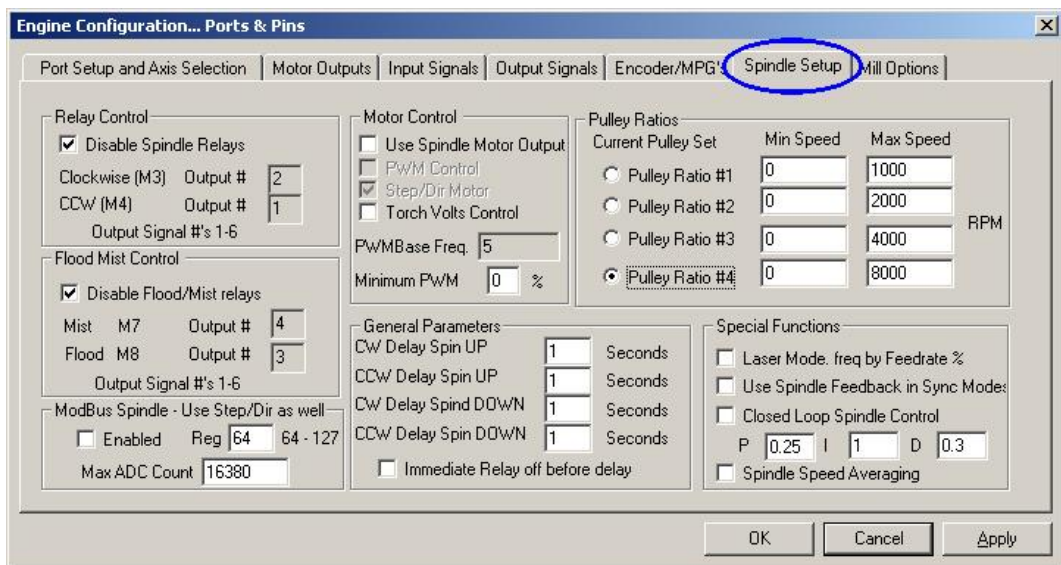 Engine Configuration... Ports & Pins
Port Setup and Axis Selection
Motor Outputs
Input Signals
Output Signals
Encoder/MPG's
Spindle Setup
Mill Options
Relay Control
Disable Spindle Relays
Clockwise (M3) Output # 2
CCW (M4) Output # 1
Output Signal #'s 1-6
Flood Mist Control
Disable Flood/Mist relays
Mist M7 Output # 4
Flood M8 Output # 3
Output Signal #'s 1-6
ModBus Spindle - Use Step/Dir as well
Enabled Reg 64 64 - 127
Max ADC Count 16380
Motor Control
Use Spindle Motor Output
PWM Control
Step/Dir Motor
Torch Volts Control
PWMBase Freq. 5
Minimum PWM 0 %
General Parameters
CW Delay Spin UP 1 Seconds
CCW Delay Spin UP 1 Seconds
CW Delay Spind DOWN 1 Seconds
CCW Delay Spin DOWN 1 Seconds
Immediate Relay off before delay
Pulley Ratios
Current Pulley Set Min Speed Max Speed
Pulley Ratio #1 0 1000
Pulley Ratio #2 0 2000
Pulley Ratio #3 0 4000
Pulley Ratio #4 0 8000
RPM
Special Functions
Laser Mode. freq by Feedrate %
Use Spindle Feedback in Sync Modes
Closed Loop Spindle Control
P 0.25 I 1 D 0.3
Spindle Speed Averaging
OK
Cancel
Apply